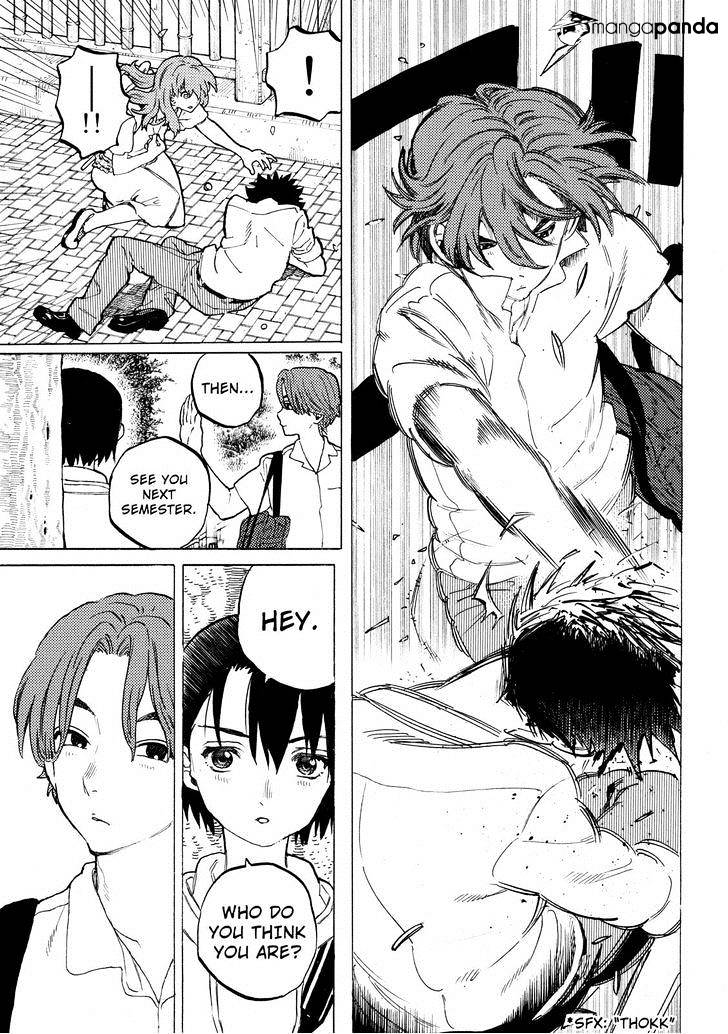 mangapanda
*SFX: "THOKK"
!
—!!
THEN...
SEE YOU
NEXT
SEMESTER.
HEY.
WHO DO
YOU THINK
YOU ARE?